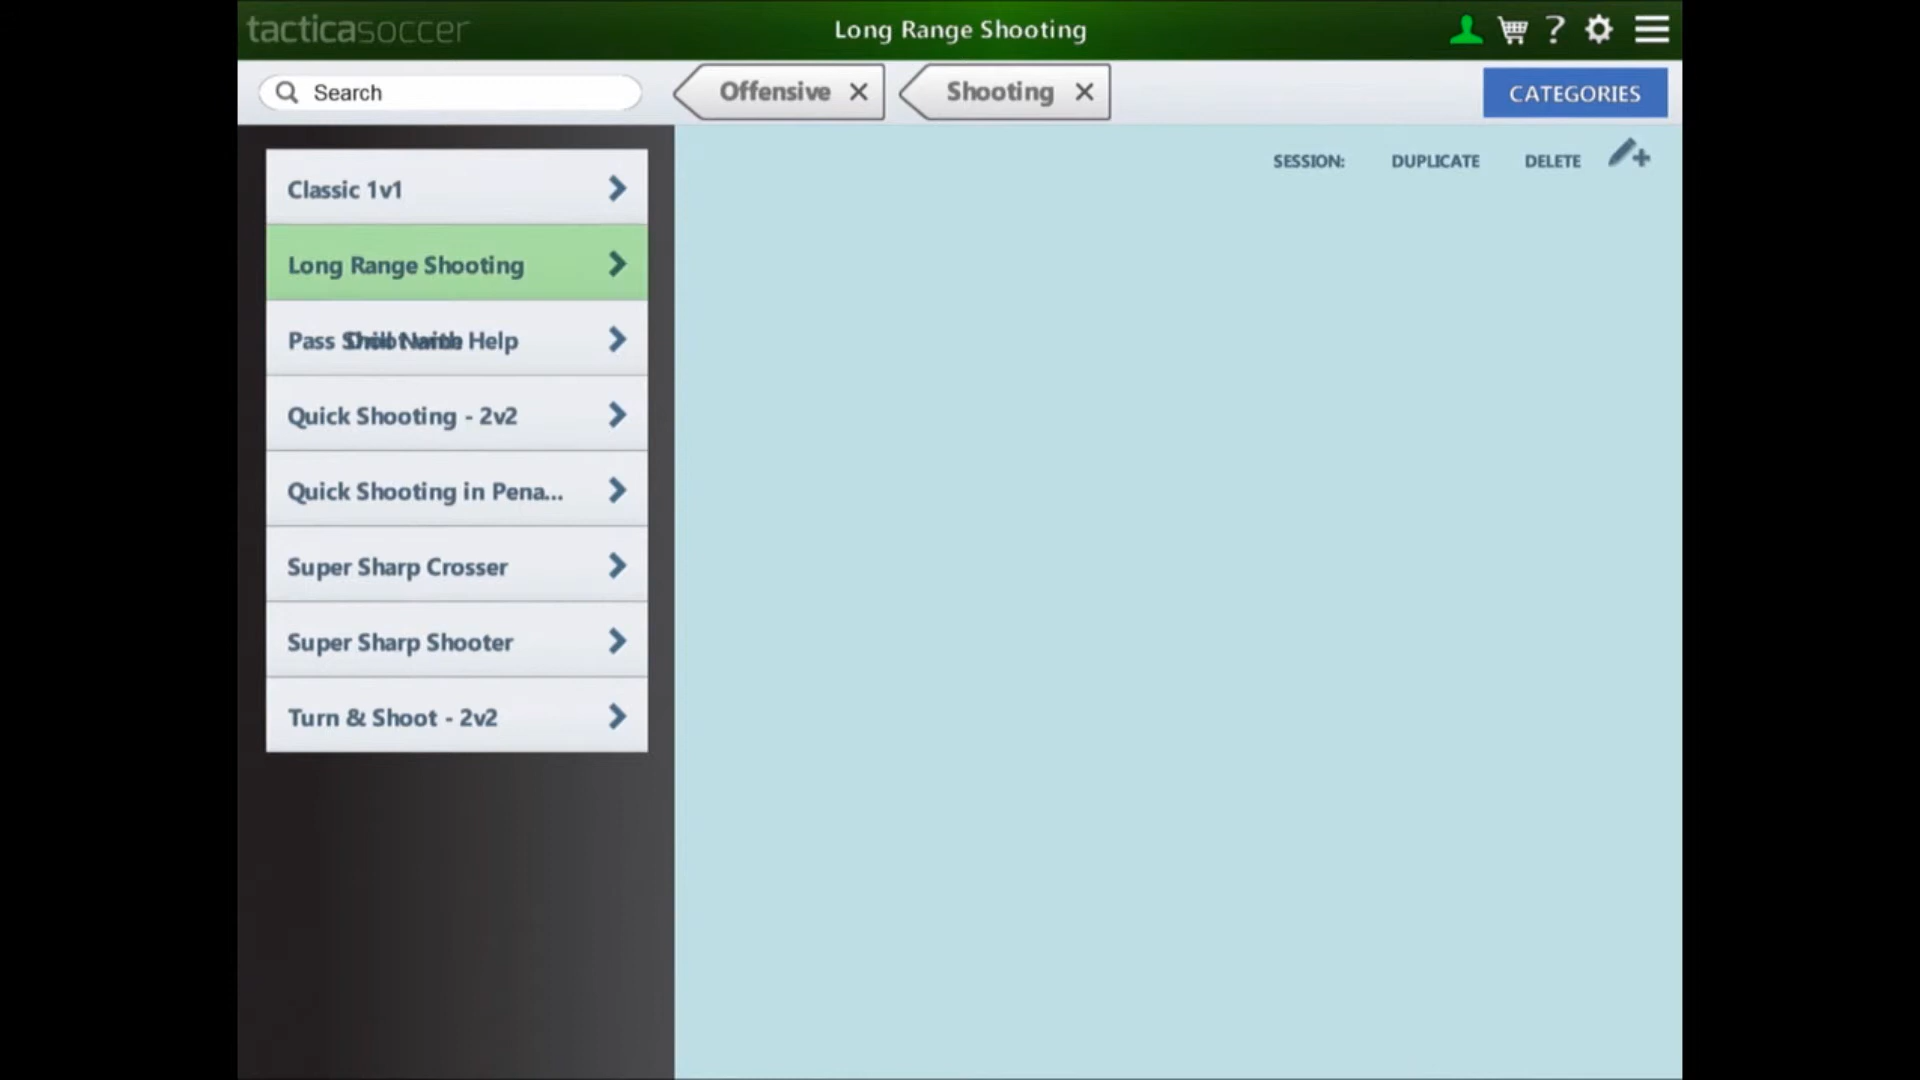 tacticasoccer
Long Range Shooting
?
Search
Offensive
Shooting
CATEGORIES
SESSION:
DUPLICATE
DELETE
Classic 1v1
Long Range Shooting
Pass Help
Quick Shooting - 2v2
Quick Shooting in Pena...
Super Sharp Crosser
Super Sharp Shooter
Turn & Shoot - 2v2